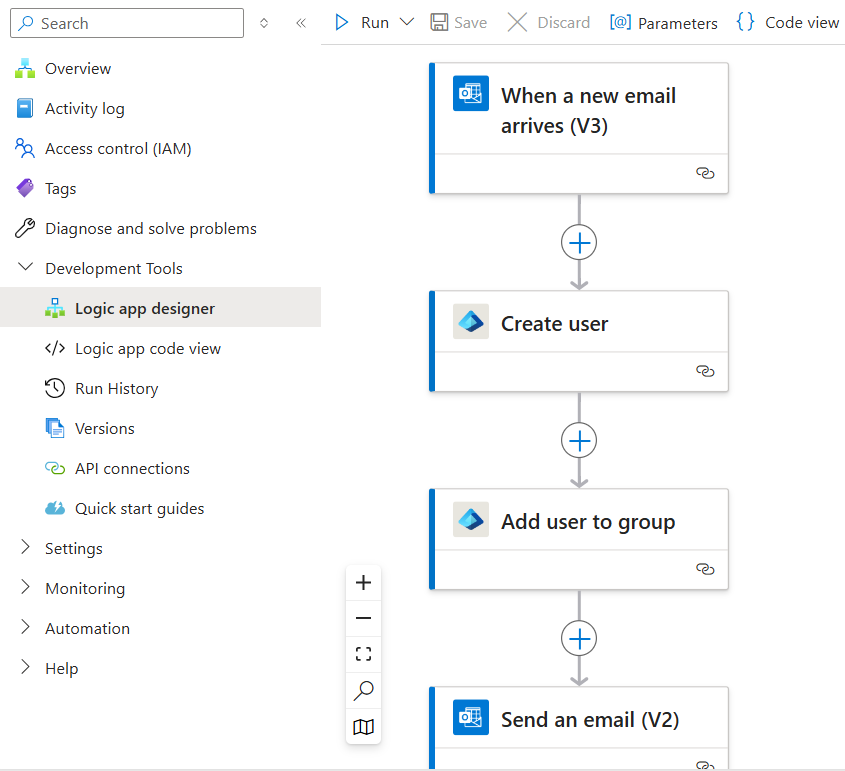 Search
Run
Save
Discard
Parameters
Code view
Overview
Activity log
Access control (IAM)
Tags
Diagnose and solve problems
Development Tools
Logic app designer
Logic app code view
Run History
Versions
API connections
Quick start guides
Settings
Monitoring
Automation
Help
When a new email
arrives (V3)
Create user
Add user to group
Send an email (V2)